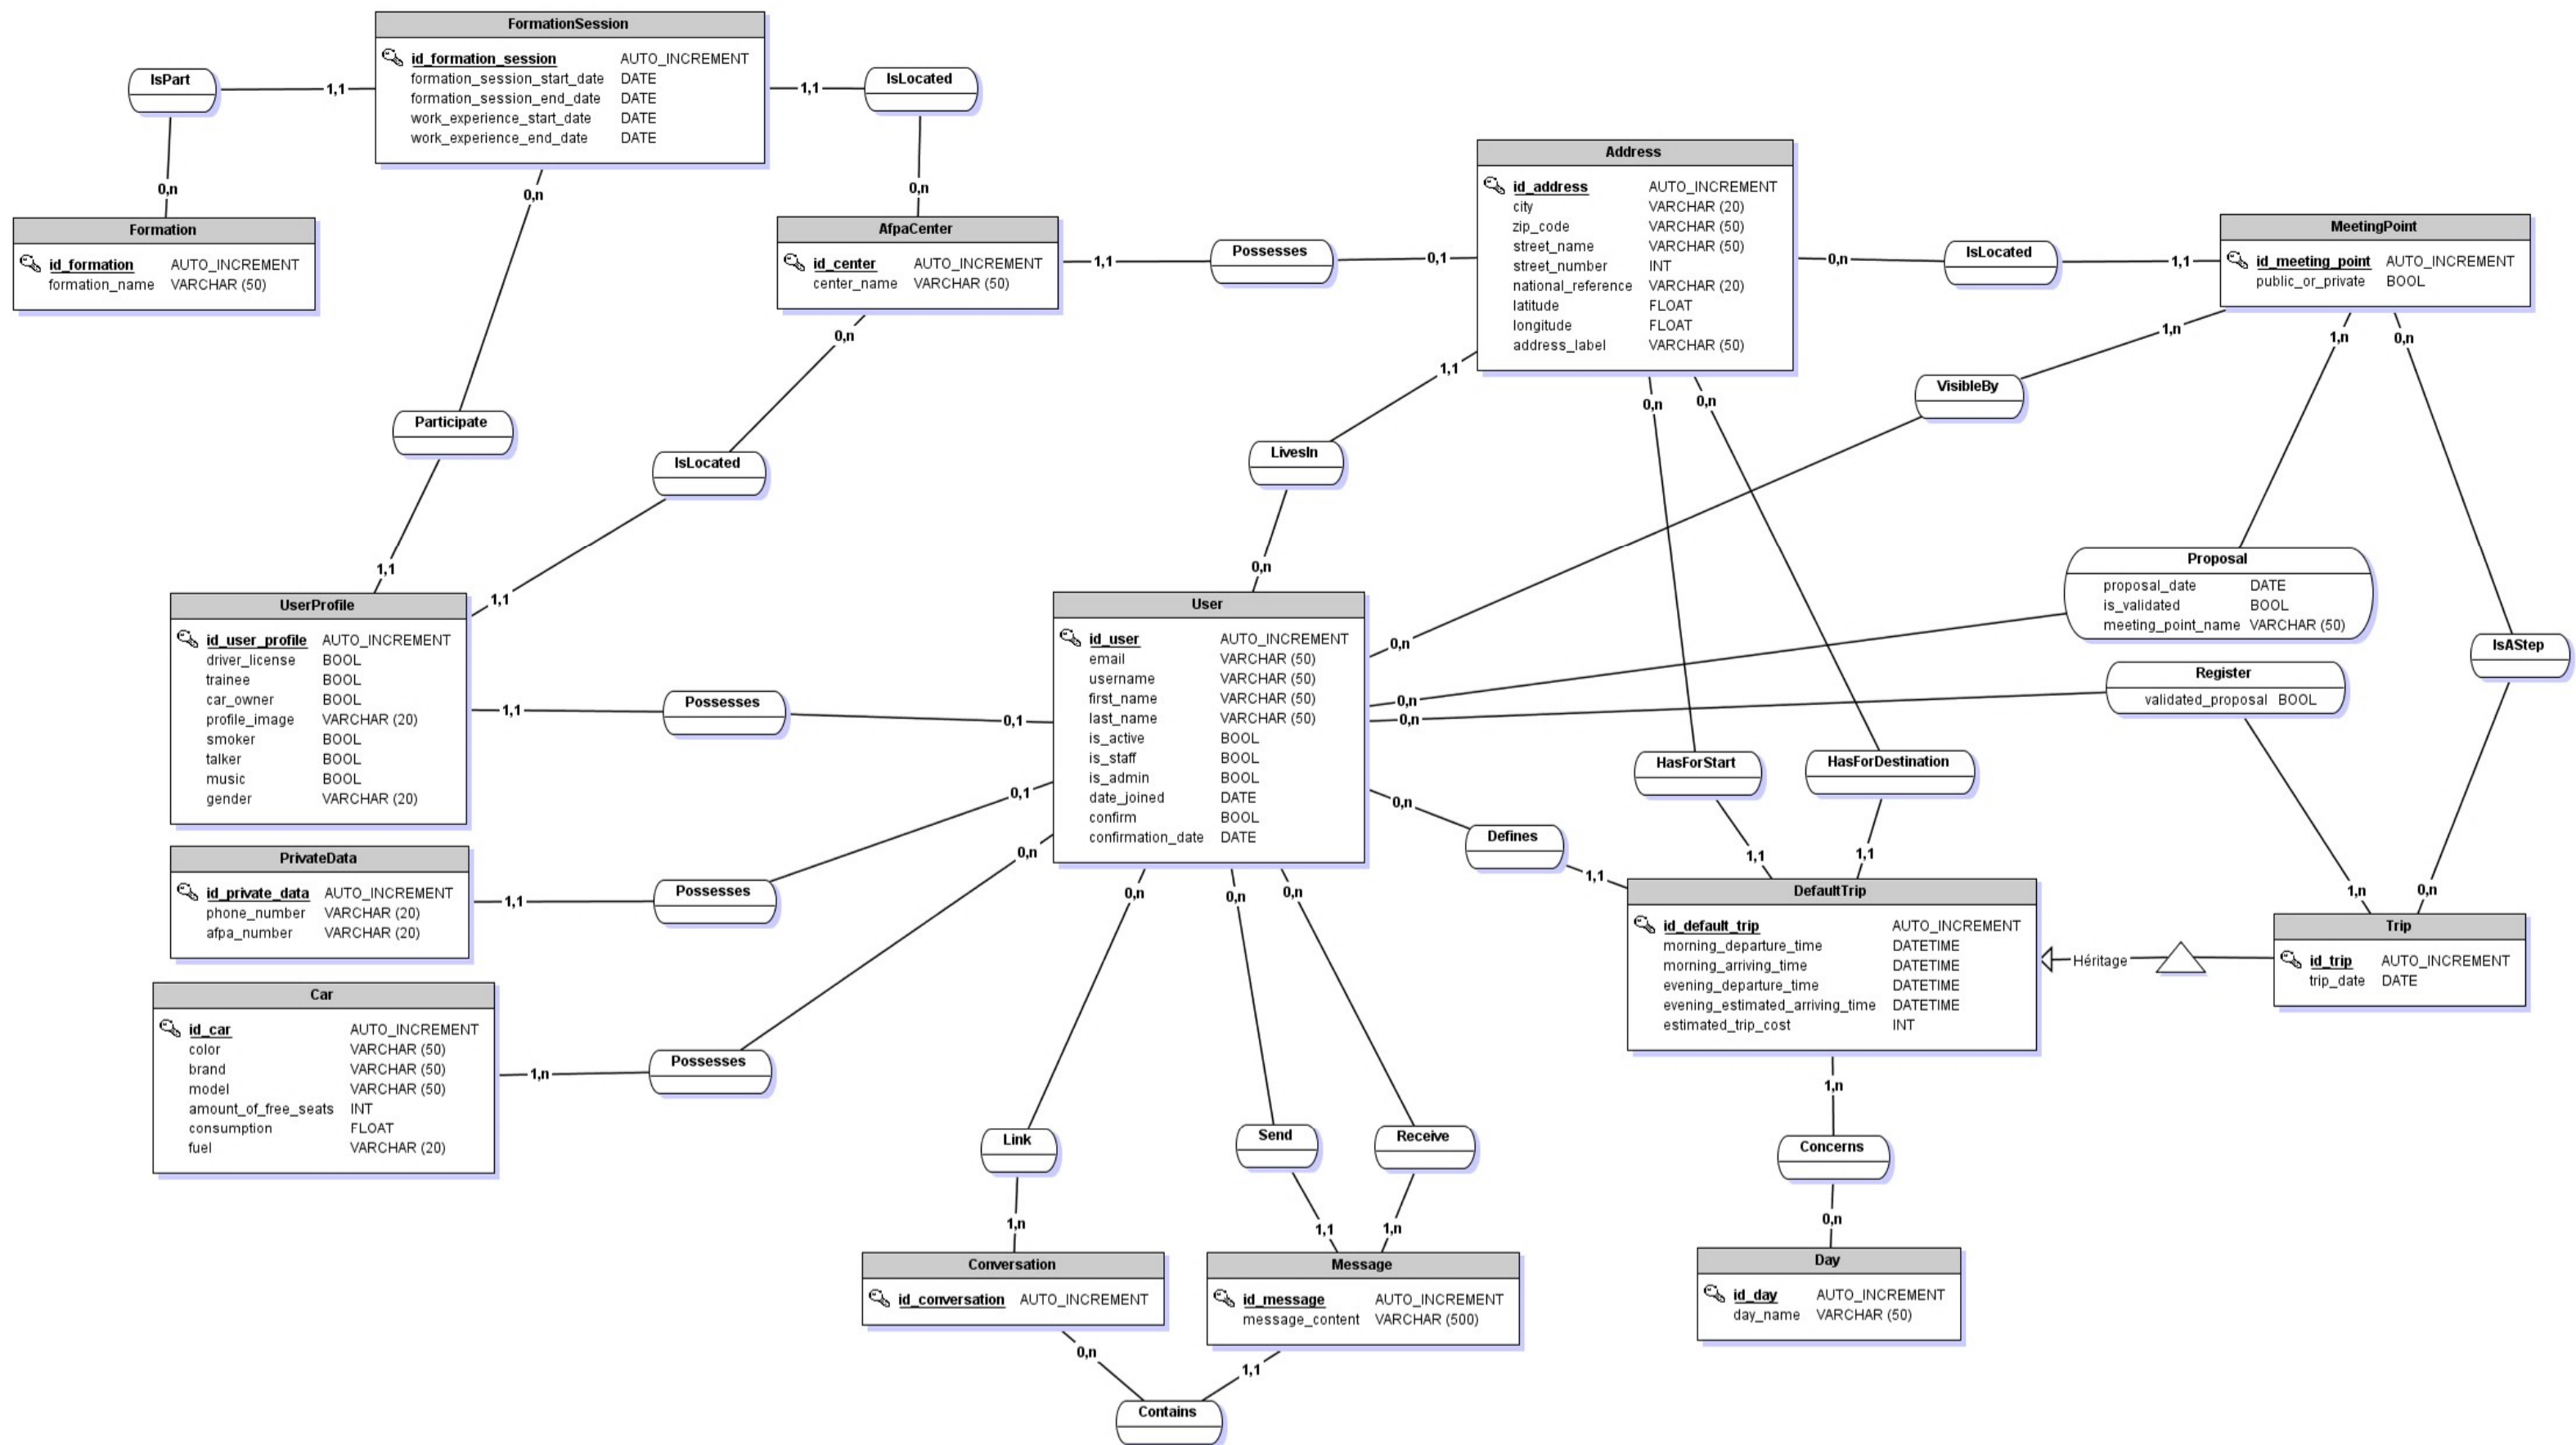 FormationSession
id_formation_session AUTO_INCREMENT
formation_session_start_date DATE
formation_session_end_date DATE
work_experience_start_date DATE
work_experience_end_date DATE
IsPart
1,1
1,1
IsLocated
0,n
0,n
0,n
Formation
id_formation AUTO_INCREMENT
formation_name VARCHAR (50)
AfpaCenter
id_center AUTO_INCREMENT
center_name VARCHAR (50)
1,1
Possesses
0,1
Address
id_address AUTO_INCREMENT
city VARCHAR (20)
zip_code VARCHAR (50)
street_name VARCHAR (50)
street_number INT
national_reference VARCHAR (20)
latitude FLOAT
longitude FLOAT
address_label VARCHAR (50)
0,n
IsLocated
1,1
MeetingPoint
id_meeting_point AUTO_INCREMENT
public_or_private BOOL
0,n
1,n
1,n
0,n
1,1
VisibleBy
0,n
0,n
Participate
IsLocated
LivesIn
1,1
1,1
0,n
Proposal
proposal_date DATE
is_validated BOOL
meeting_point_name VARCHAR (50)
IsAStep
Register
validated_proposal BOOL
UserProfile
id_user_profile AUTO_INCREMENT
driver_license BOOL
trainee BOOL
car_owner BOOL
profile_image VARCHAR (20)
smoker BOOL
talker BOOL
music BOOL
gender VARCHAR (20)
1,1
Possesses
0,1
User
id_user AUTO_INCREMENT
email VARCHAR (50)
username VARCHAR (50)
first_name VARCHAR (50)
last_name VARCHAR (50)
is_active BOOL
is_staff BOOL
is_admin BOOL
date_joined DATE
confirm BOOL
confirmation_date DATE
0,n
0,n
0,n
HasForStart
HasForDestination
0,1
0,n
Defines
1,1
1,1
1,1
0,n
PrivateData
id_private_data AUTO_INCREMENT
phone_number VARCHAR (20)
afpa_number VARCHAR (20)
1,1
Possesses
0,n
0,n
0,n
1,n
0,n
DefaultTrip
id_default_trip AUTO_INCREMENT
morning_departure_time DATETIME
morning_arriving_time DATETIME
evening_departure_time DATETIME
evening_estimated_arriving_time DATETIME
estimated_trip_cost INT
Héritage
Trip
id_trip AUTO_INCREMENT
trip_date DATE
Car
id_car AUTO_INCREMENT
color VARCHAR (50)
brand VARCHAR (50)
model VARCHAR (50)
amount_of_free_seats INT
consumption FLOAT
fuel VARCHAR (20)
1,n
Possesses
1,n
Link
Send
Receive
Concerns
1,n
1,1
1,n
0,n
Conversation
id_conversation AUTO_INCREMENT
Message
id_message AUTO_INCREMENT
message_content VARCHAR (500)
Day
id_day AUTO_INCREMENT
day_name VARCHAR (50)
0,n
1,1
Contains